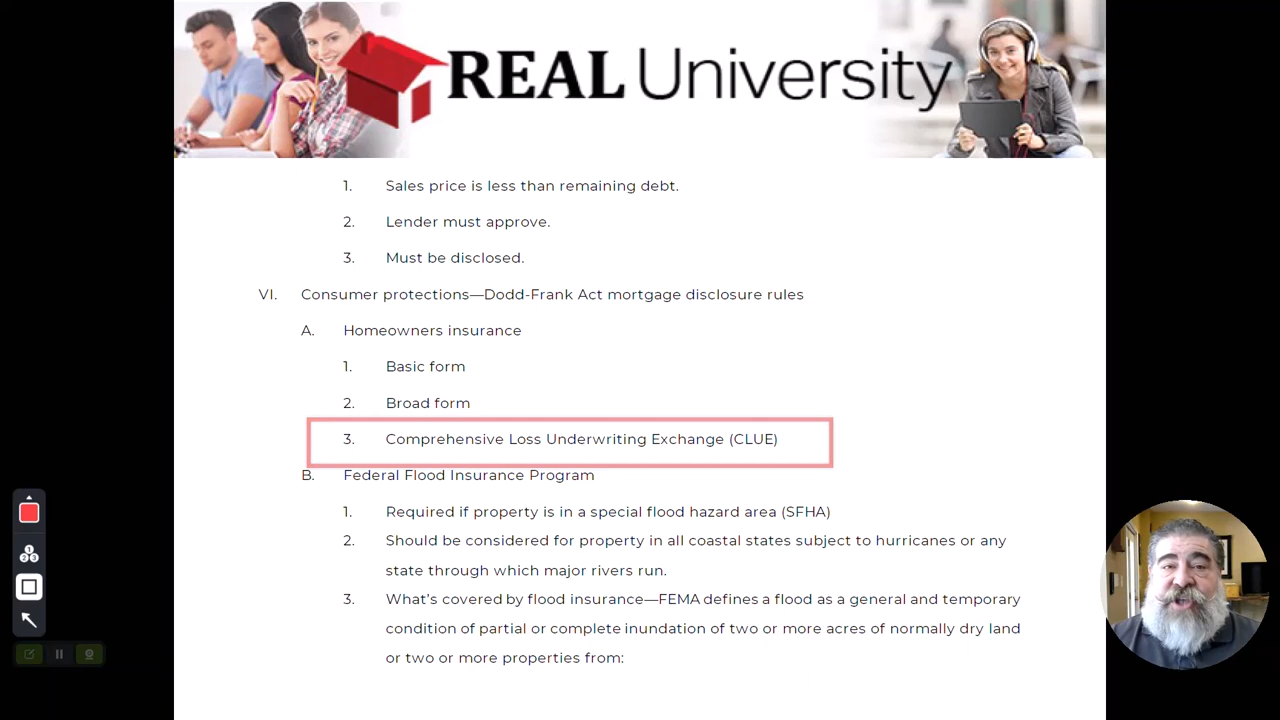 REAL University
1. Sales price is less than remaining debt.
2. Lender must approve.
3. Must be disclosed.
VI. Consumer protections—Dodd-Frank Act mortgage disclosure rules
A. Homeowners insurance
1. Basic form
2. Broad form
3. Comprehensive Loss Underwriting Exchange (CLUE)
B. Federal Flood Insurance Program
1. Required if property is in a special flood hazard area (SFHA)
2. Should be considered for property in all coastal states subject to hurricanes or any
state through which major rivers run.
3. What's covered by flood insurance—FEMA defines a flood as a general and temporary
condition of partial or complete inundation of two or more acres of normally dry land
or two or more properties from: